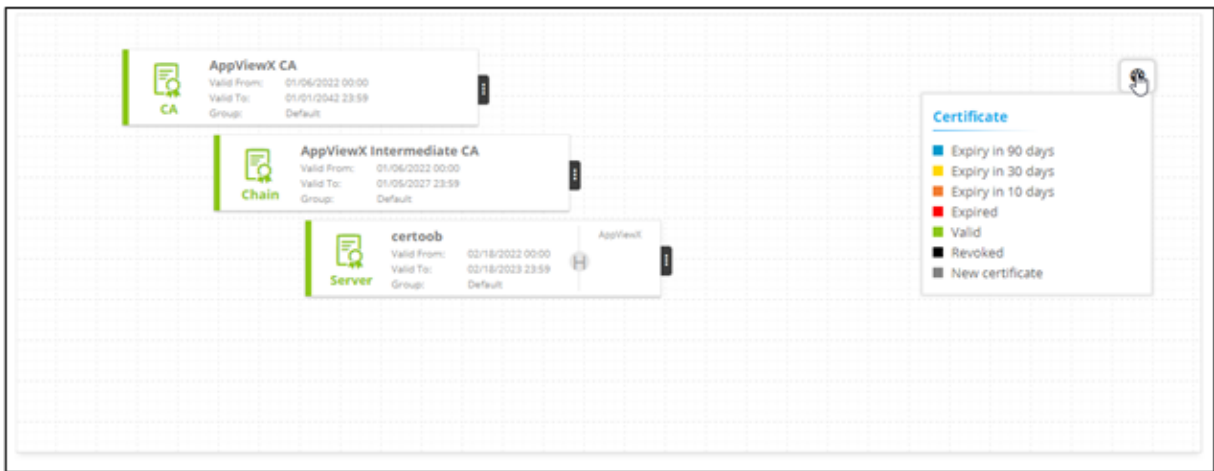 AppViewX CA
Valid From: 01/06/2022 00:00
Valid To: 01/01/2042 23:59
Group: Default
CA
AppViewX Intermediate CA
Valid From: 01/06/2022 00:00
Valid To: 01/05/2027 23:59
Group: Default
Chain
certoob
Valid From: 02/18/2022 00:00
Valid To: 02/18/2023 23:59
Group: Default
Server
H
AppViewX
Certificate
Expiry in 90 days
Expiry in 30 days
Expiry in 10 days
Expired
Valid
Revoked
New certificate